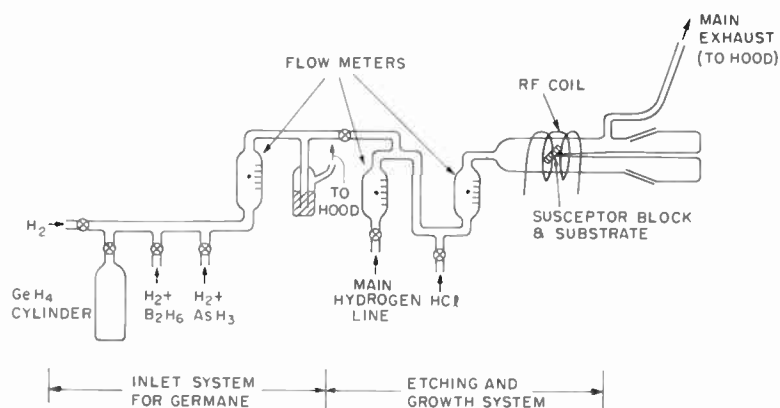 MAIN
EXHAUST
(TO HOOD)
FLOW METERS
RF COIL
TO
HOOD
SUSCEPTOR BLOCK
& SUBSTRATE
H2
GeH4
CYLINDER
H2+
B2H6
H2+
AsH3
MAIN
HYDROGEN
LINE
HCl
INLET SYSTEM
FOR GERMANE
ETCHING AND
GROWTH SYSTEM